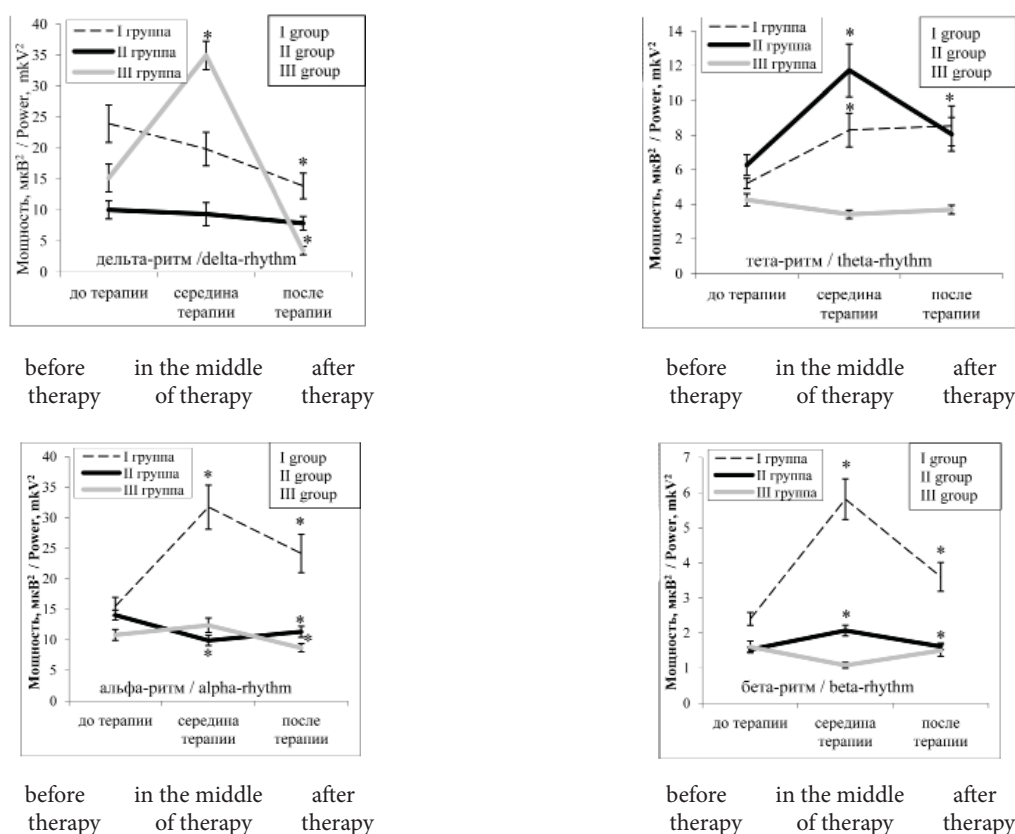 Мощность, мкВ² / Power, mkV²
40
35
30
25
20
15
10
5
0
I группа
II группа
III группа
I group
II group
III group
*
*
*
дельта-ритм /delta-rhythm
до терапии
середина
терапии
после
терапии
before
therapy
in the middle
of therapy
after
therapy
Мощность, мкВ² / Power, mkV²
14
12
10
8
6
4
2
0
I группа
II группа
III группа
I group
II group
III group
*
*
*
тета-ритм / theta-rhythm
до терапии
середина
терапии
после
терапии
before
therapy
in the middle
of therapy
after
therapy
Мощность, мкВ² / Power, mkV²
40
35
30
25
20
15
10
5
0
I группа
II группа
III группа
I group
II group
III group
*
*
*
*
*
альфа-ритм / alpha-rhythm
до терапии
середина
терапии
после
терапии
before
therapy
in the middle
of therapy
after
therapy
Мощность, мкВ² / Power, mkV²
7
6
5
4
3
2
1
0
I группа
II группа
III группа
I group
II group
III group
*
*
*
*
бета-ритм / beta-rhythm
до терапии
середина
терапии
после
терапии
before
therapy
in the middle
of therapy
after
therapy